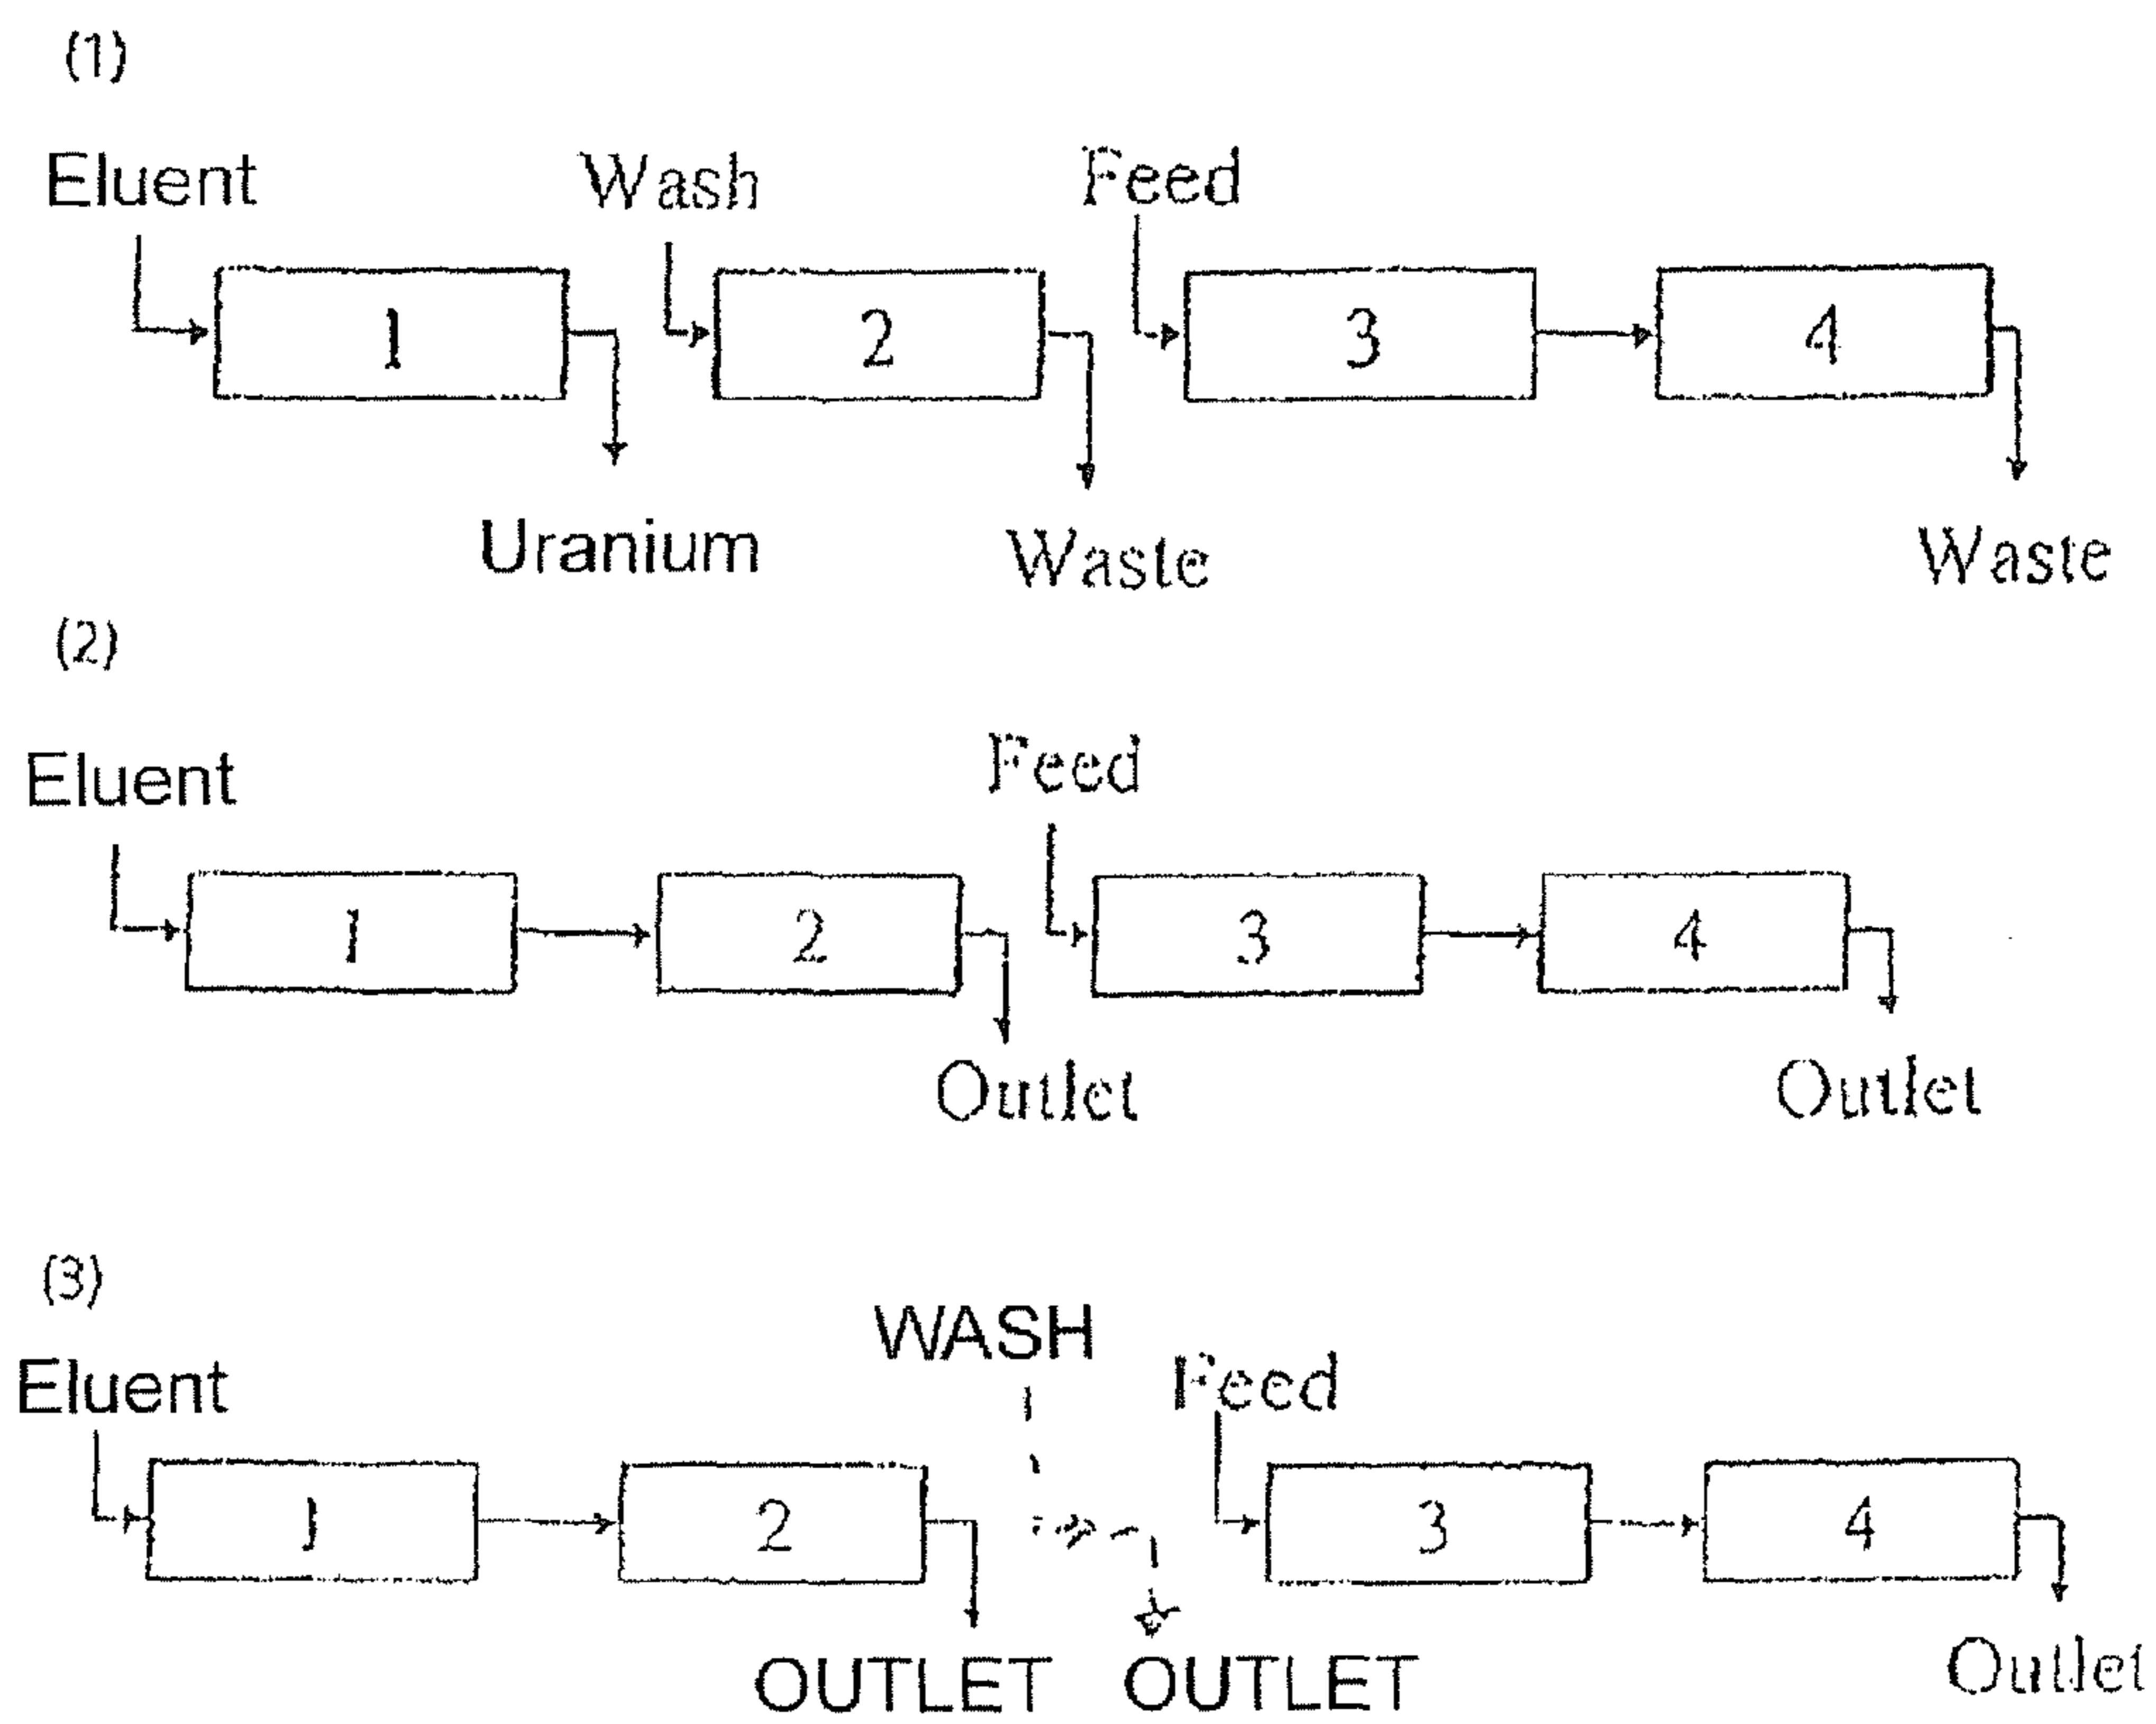 (1)
Eluent Wash Feed
1 2 3 4
Uranium Waste Waste
(2)
Eluent Feed
1 2 3 4
Outlet Outlet
(3)
WASH
Eluent Feed
1 2 3 4
OUTLET OUTLET Outlet